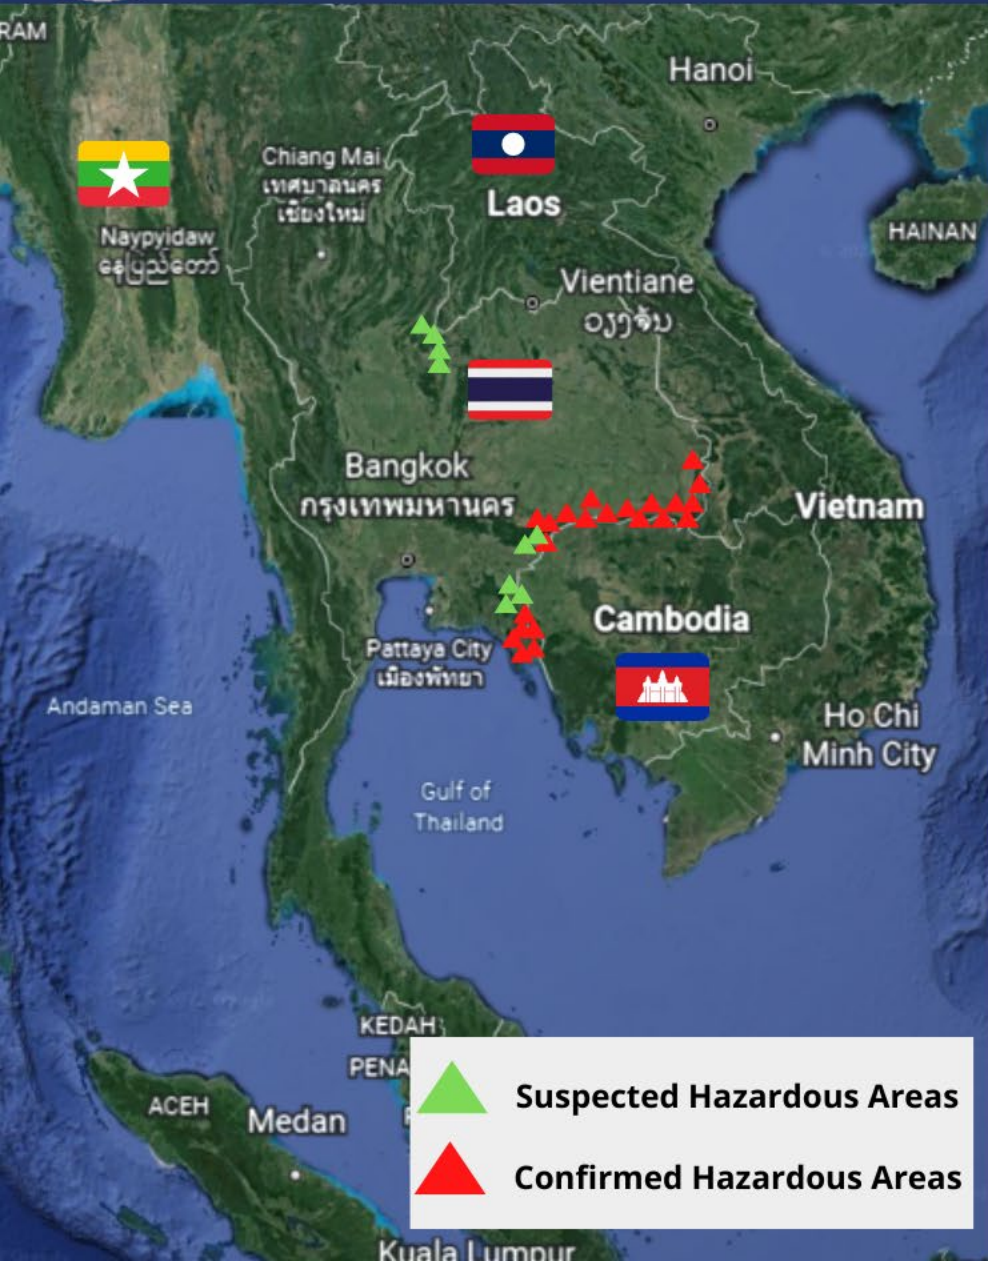 RAM
Hanoi
Chiang Mai
เทศบาลนคร
เชียงใหม่
Laos
HAINAN
Naypyidaw
နေပြည်တော်
Vientiane
ວຽງຈັນ
Bangkok
กรุงเทพมหานคร
Vietnam
Cambodia
Pattaya City
เมืองพัทยา
Andaman Sea
Ho Chi
Minh City
Gulf of
Thailand
KEDAH
PENA
ACEH
Medan
Suspected Hazardous Areas
Confirmed Hazardous Areas
Kuala Lumpur